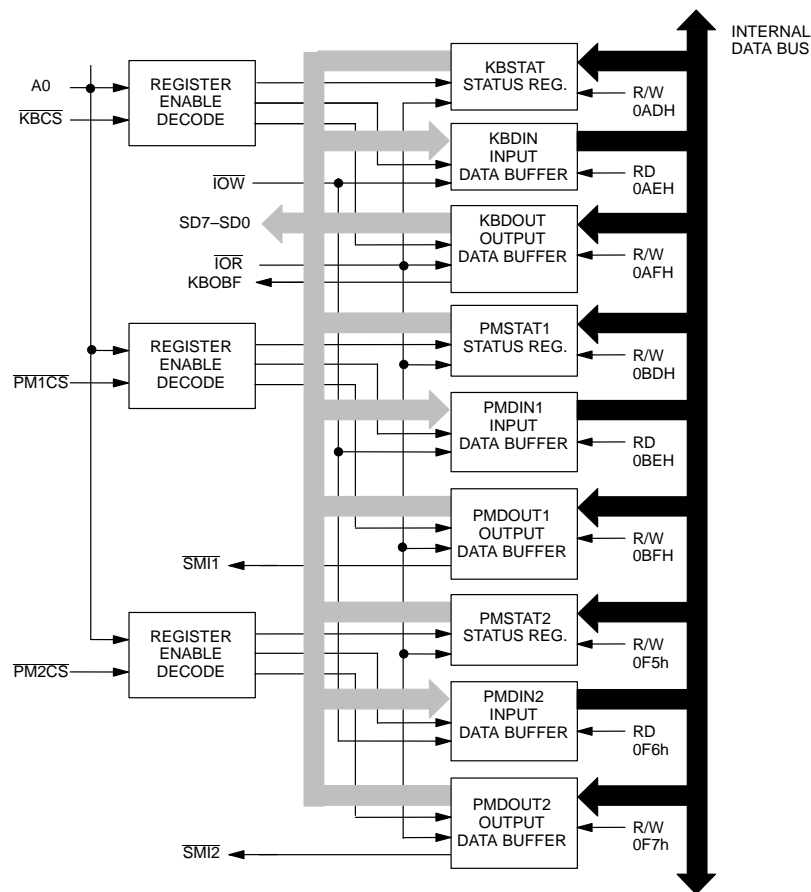 INTERNAL
DATA BUS
A0
KBCS
REGISTER
ENABLE
DECODE
KBSTAT
STATUS REG.
R/W
0ADH
KBDIN
INPUT
DATA BUFFER
RD
0AEH
IOW
SD7–SD0
KBDOUT
OUTPUT
DATA BUFFER
R/W
0AFH
IOR
KBOBF
PM1CS
REGISTER
ENABLE
DECODE
PMSTAT1
STATUS REG.
R/W
0BDH
PMDIN1
INPUT
DATA BUFFER
RD
0BEH
PMDOUT1
OUTPUT
DATA BUFFER
R/W
0BFH
SMI1
PM2CS
REGISTER
ENABLE
DECODE
PMSTAT2
STATUS REG.
R/W
0F5h
PMDIN2
INPUT
DATA BUFFER
RD
0F6h
PMDOUT2
OUTPUT
DATA BUFFER
R/W
0F7h
SMI2